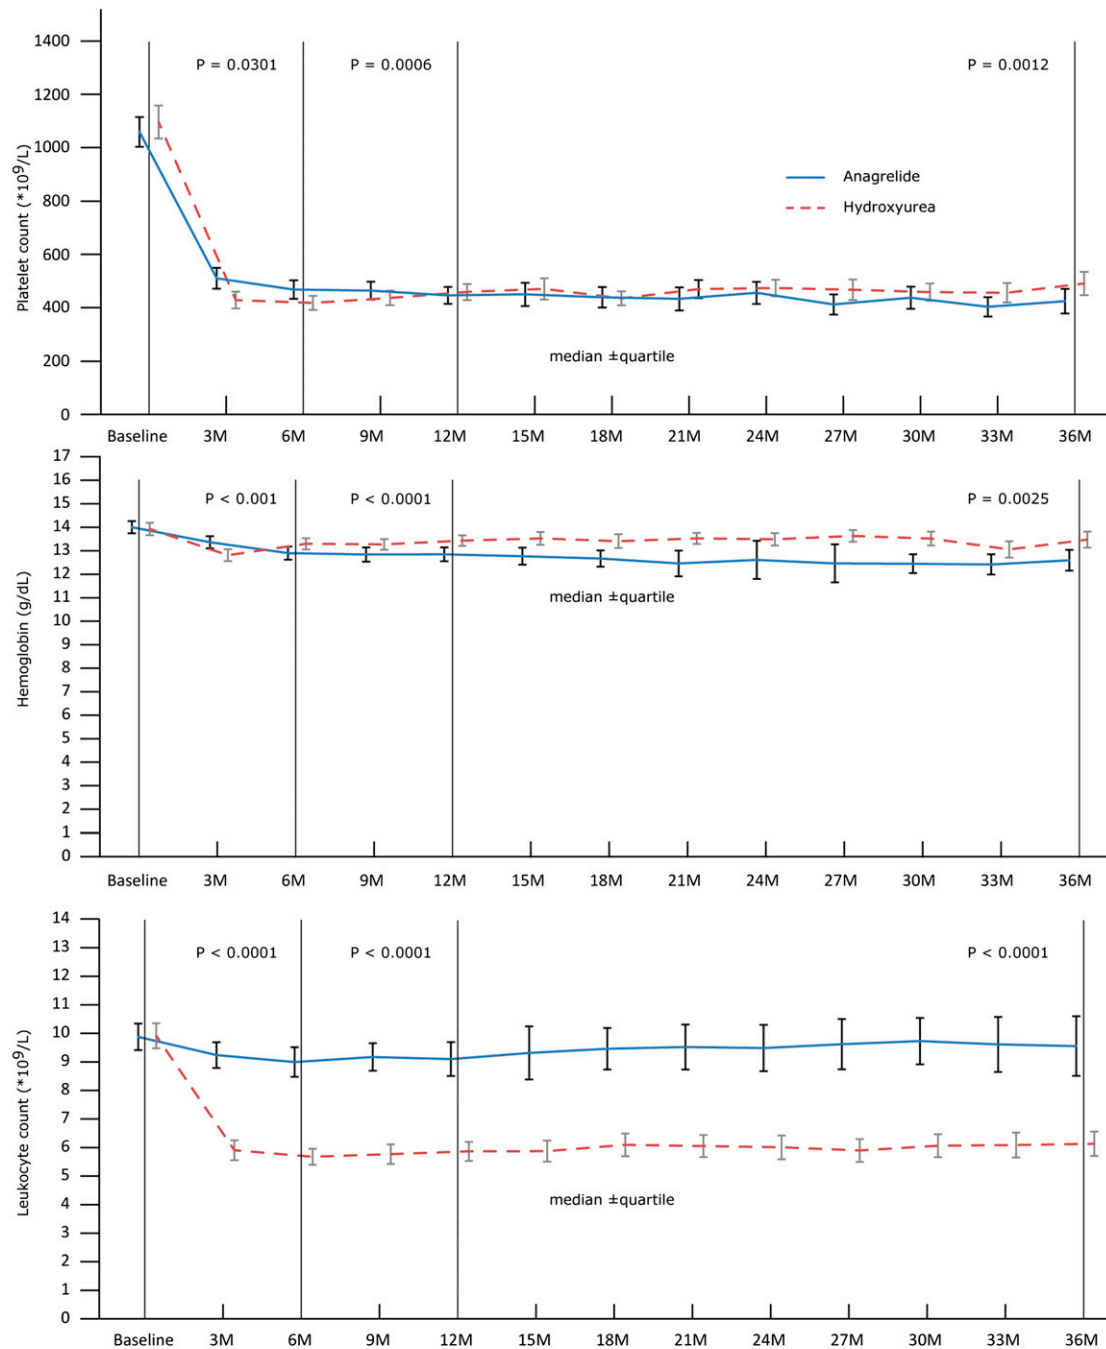 1400
P = 0.0301 P = 0.0006 P = 0.0012
1200
1000
Anagrelide
800
Hydroxyurea
600
400
median ±quartile
200
0
Platelet count (*10^9/L)
Baseline 3M 6M 9M 12M 15M 18M 21M 24M 27M 30M 33M 36M
17
16
P < 0.001 P < 0.0001 P = 0.0025
15
14
13
12
median ±quartile
11
10
9
8
7
6
5
4
3
2
1
0
Hemoglobin (g/dL)
Baseline 3M 6M 9M 12M 15M 18M 21M 24M 27M 30M 33M 36M
14
P < 0.0001 P < 0.0001 P < 0.0001
13
12
11
10
9
8
7
6
5
median ±quartile
4
3
2
1
0
Leukocyte count (*10^9/L)
Baseline 3M 6M 9M 12M 15M 18M 21M 24M 27M 30M 33M 36M